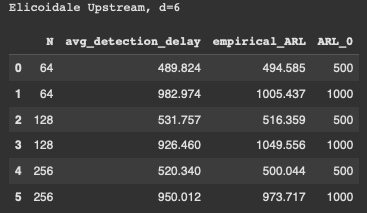 Elicoidale Upstream, d=6
N avg_detection_delay empirical_ARL ARL_0
0 64 489.824 494.585 500
1 64 982.974 1005.437 1000
2 128 531.757 516.359 500
3 128 926.460 1049.556 1000
4 256 520.340 500.044 500
5 256 950.012 973.717 1000